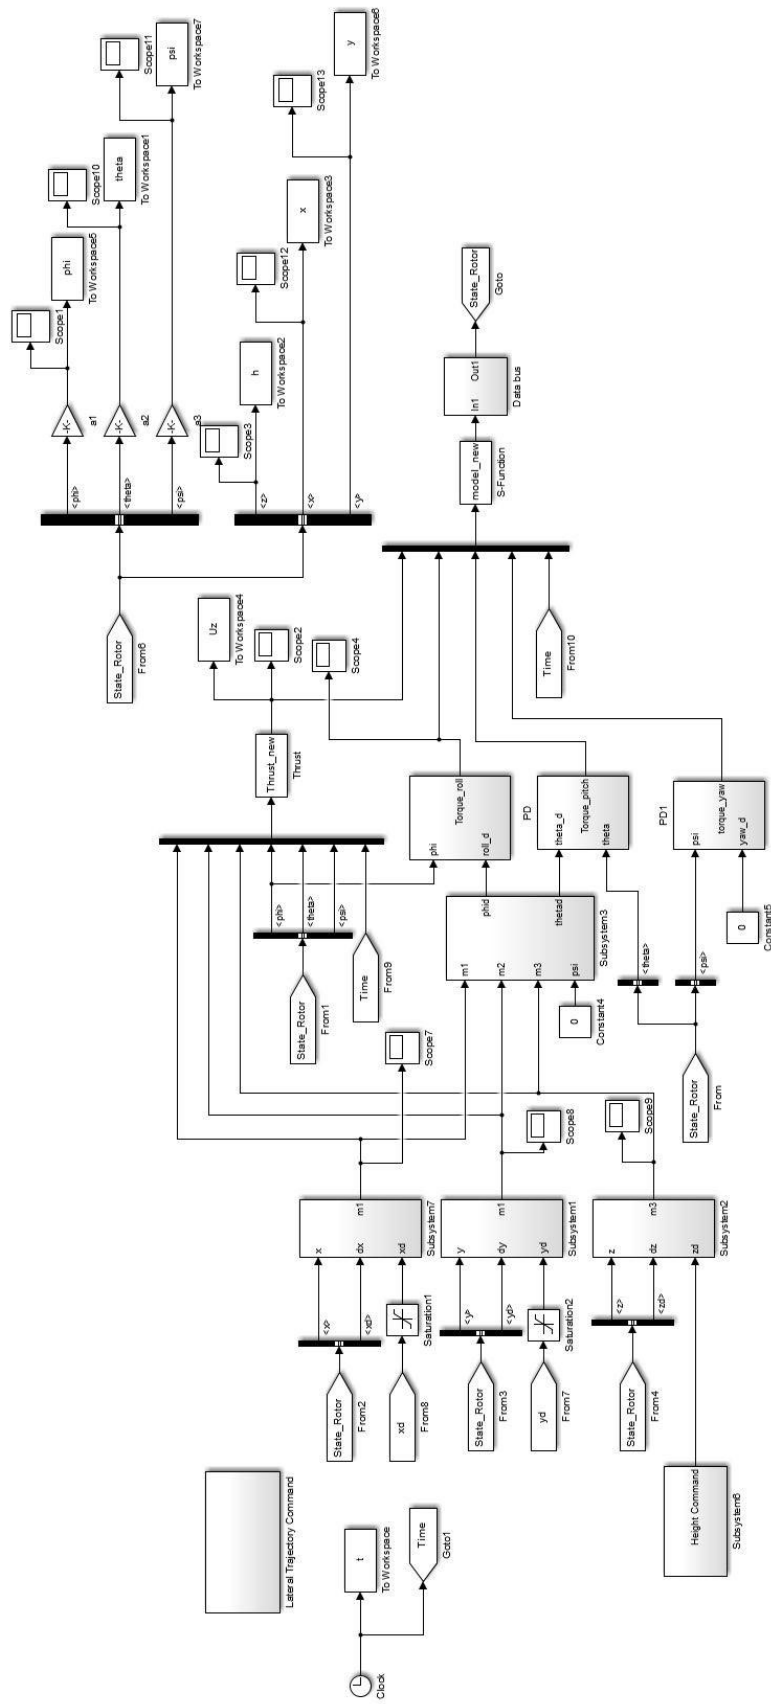 Clock
t
To Workspace
Time
Goto1
Lateral Trajectory Command
State_Rotor
From2
<x>
<xd>
xd
From8
Saturation1
x
dx
xd
m1
Subsystem7
Scope7
State_Rotor
From3
<y>
<yd>
yd
From7
Saturation2
y
dy
yd
m1
Subsystem1
Scope8
State_Rotor
From4
<z>
<zd>
Height Command
Subsystem6
z
dz
zd
m3
Subsystem2
Scope9
State_Rotor
From1
<phi>
<theta>
<psi>
Time
From9
Thrust_new
Thrust
Uz
To Workspace4
Scope2
Scope4
0
Constant4
m1
m2
m3
psi
phid
thetad
Subsystem3
State_Rotor
From
<theta>
<psi>
0
Constant5
phi
roll_d
Torque_roll
theta_d
theta
Torque_pitch
PD
psi
yaw_d
torque_yaw
PD1
Time
From10
model_new
S-Function
In1
Out1
Data bus
State_Rotor
Goto
State_Rotor
From6
<phi>
<theta>
<psi>
-K-
a1
-K-
a2
-K-
a3
Scope1
phi
To Workspace5
Scope10
theta
To Workspace1
Scope11
psi
To Workspace7
<z>
<x>
<y>
Scope3
h
To Workspace2
Scope12
x
To Workspace3
Scope13
y
To Workspace6